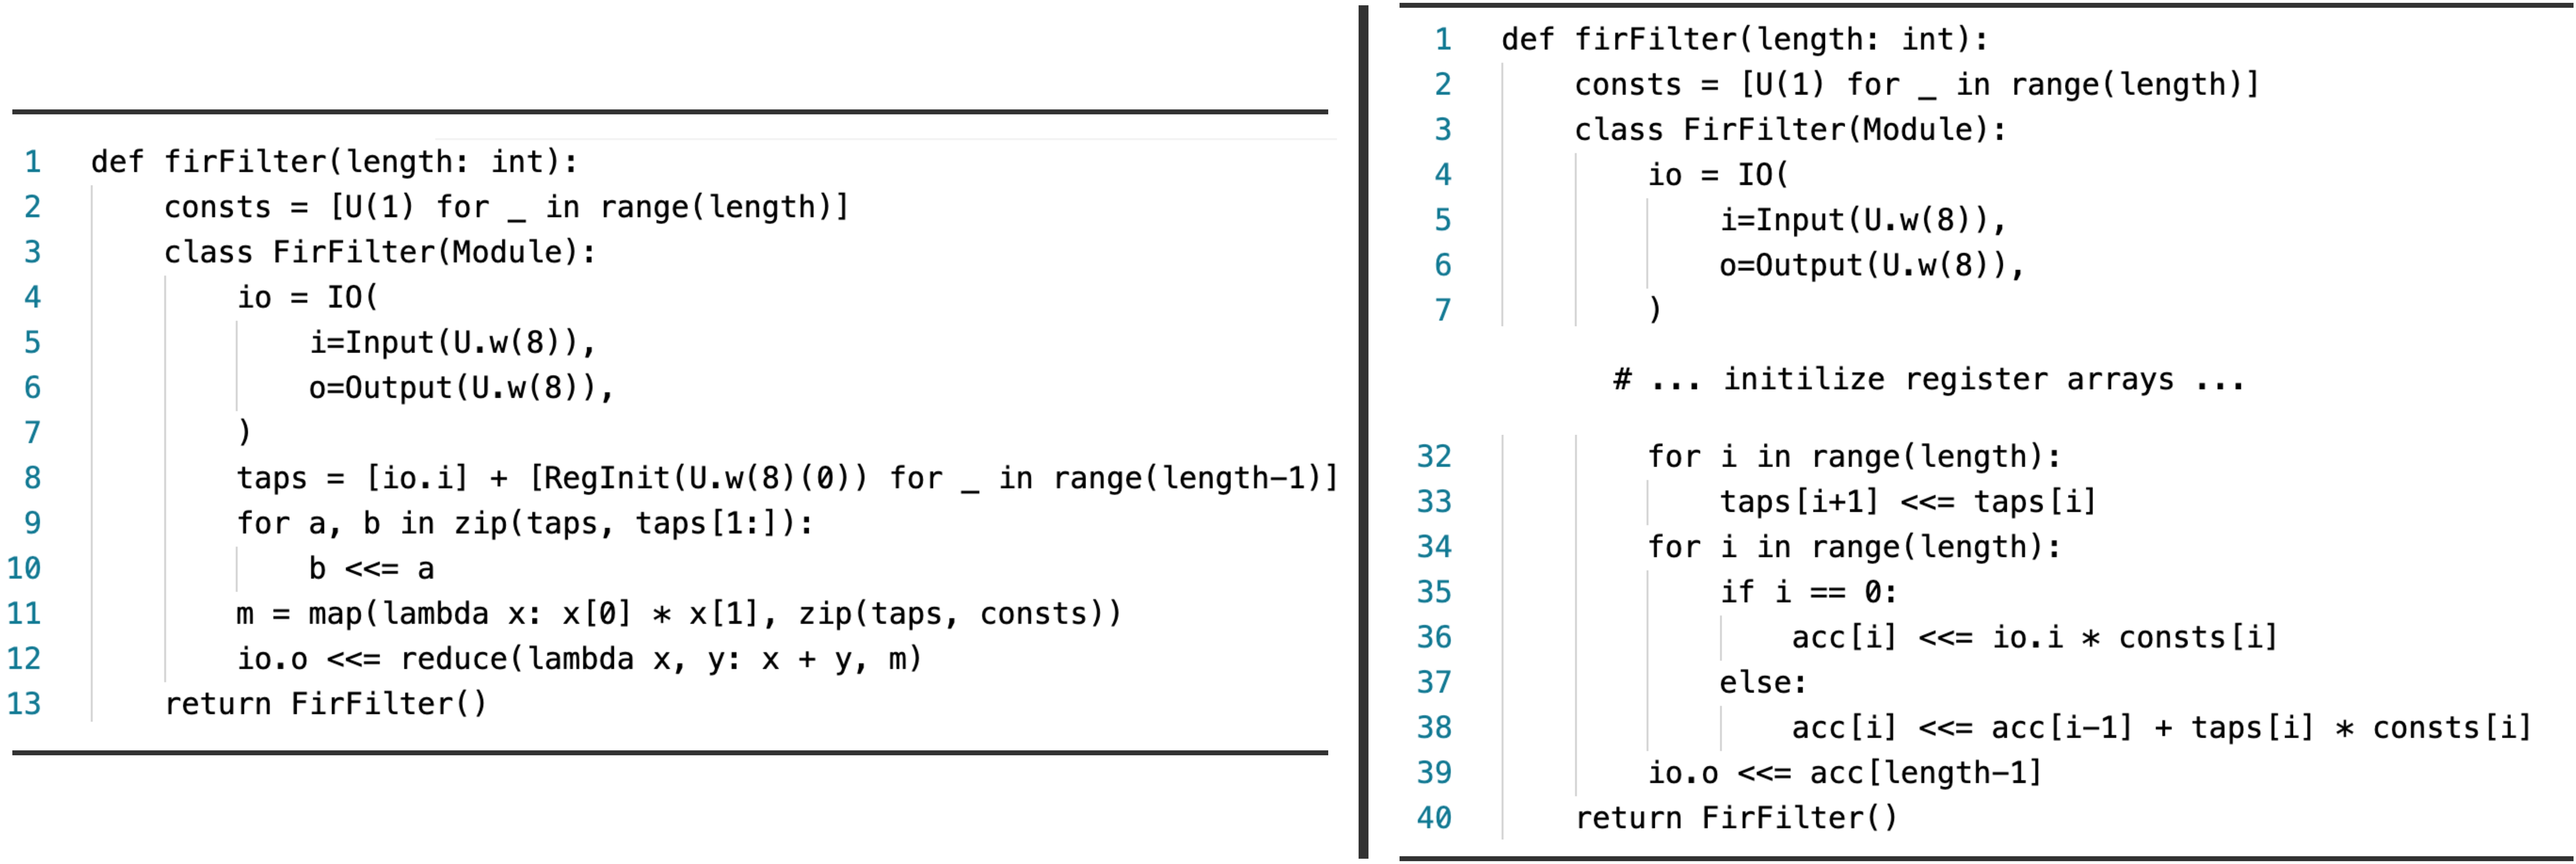 1 def firFilter(length: int):
2 consts = [U(1) for _ in range(length)]
3 class FirFilter(Module):
4 io = IO(
5 i=Input(U.w(8)),
6 o=Output(U.w(8)),
7 )
8 taps = [io.i] + [RegInit(U.w(8)(0)) for _ in range(length-1)]
9 for a, b in zip(taps, taps[1:]):
10 b <<= a
11 m = map(lambda x: x[0] * x[1], zip(taps, consts))
12 io.o <<= reduce(lambda x, y: x + y, m)
13 return FirFilter()
1 def firFilter(length: int):
2 consts = [U(1) for _ in range(length)]
3 class FirFilter(Module):
4 io = IO(
5 i=Input(U.w(8)),
6 o=Output(U.w(8)),
7 )
# ... initilize register arrays ...
32 for i in range(length):
33 taps[i+1] <<= taps[i]
34 for i in range(length):
35 if i == 0:
36 acc[i] <<= io.i * consts[i]
37 else:
38 acc[i] <<= acc[i-1] + taps[i] * consts[i]
39 io.o <<= acc[length-1]
40 return FirFilter()